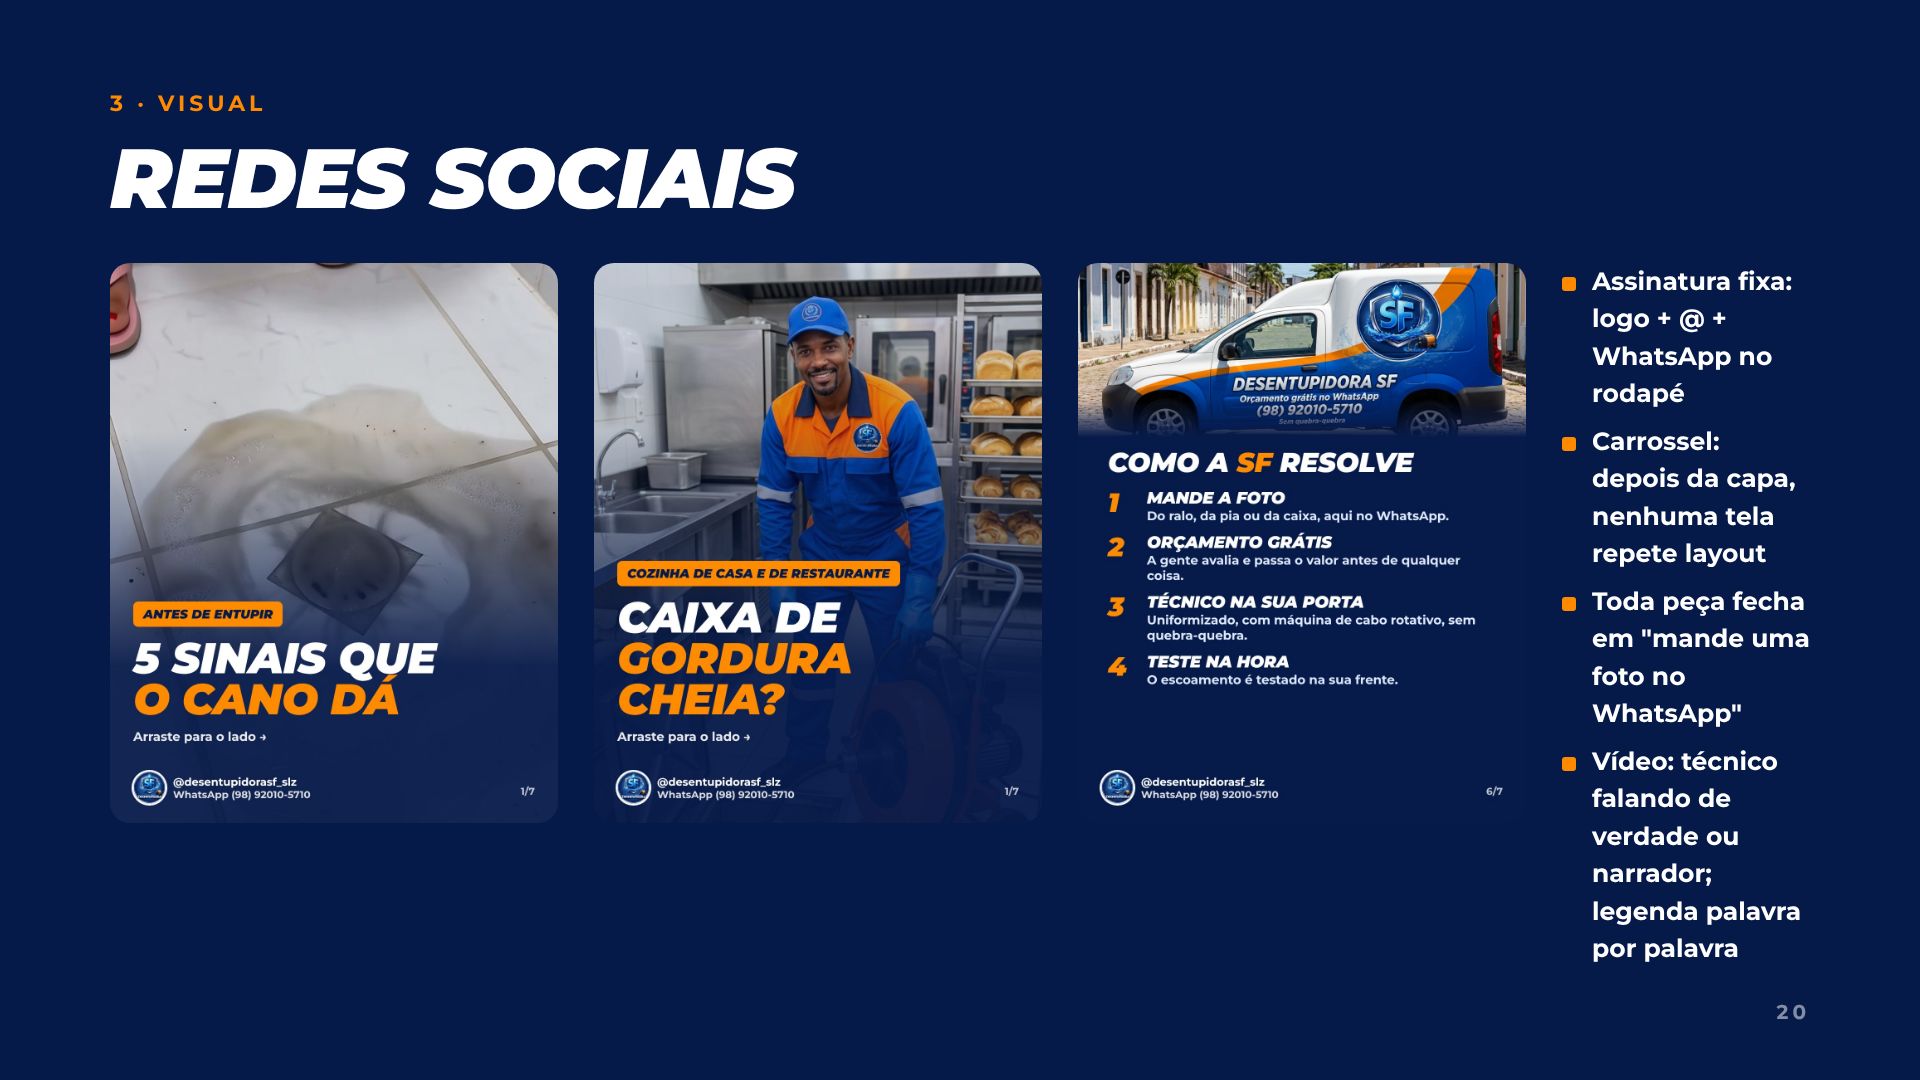 3 · VISUAL
REDES SOCIAIS
ANTES DE ENTUPIR
5 SINAIS QUE
O CANO DÁ
Arraste para o lado →
@desentupidorasf_slz
WhatsApp (98) 92010-5710
1/7
COZINHA DE CASA E DE RESTAURANTE
CAIXA DE
GORDURA
CHEIA?
Arraste para o lado →
@desentupidorasf_slz
WhatsApp (98) 92010-5710
1/7
SF
DESENTUPIDORA SF
Orçamento grátis no WhatsApp
(98) 92010-5710
Sem quebra-quebra
COMO A SF RESOLVE
1 MANDE A FOTO
Do ralo, da pia ou da caixa, aqui no WhatsApp.
2 ORÇAMENTO GRÁTIS
A gente avalia e passa o valor antes de qualquer
coisa.
3 TÉCNICO NA SUA PORTA
Uniformizado, com máquina de cabo rotativo, sem
quebra-quebra.
4 TESTE NA HORA
O escoamento é testado na sua frente.
@desentupidorasf_slz
WhatsApp (98) 92010-5710
6/7
Assinatura fixa:
logo + @ +
WhatsApp no
rodapé
Carrossel:
depois da capa,
nenhuma tela
repete layout
Toda peça fecha
em "mande uma
foto no
WhatsApp"
Vídeo: técnico
falando de
verdade ou
narrador;
legenda palavra
por palavra
20